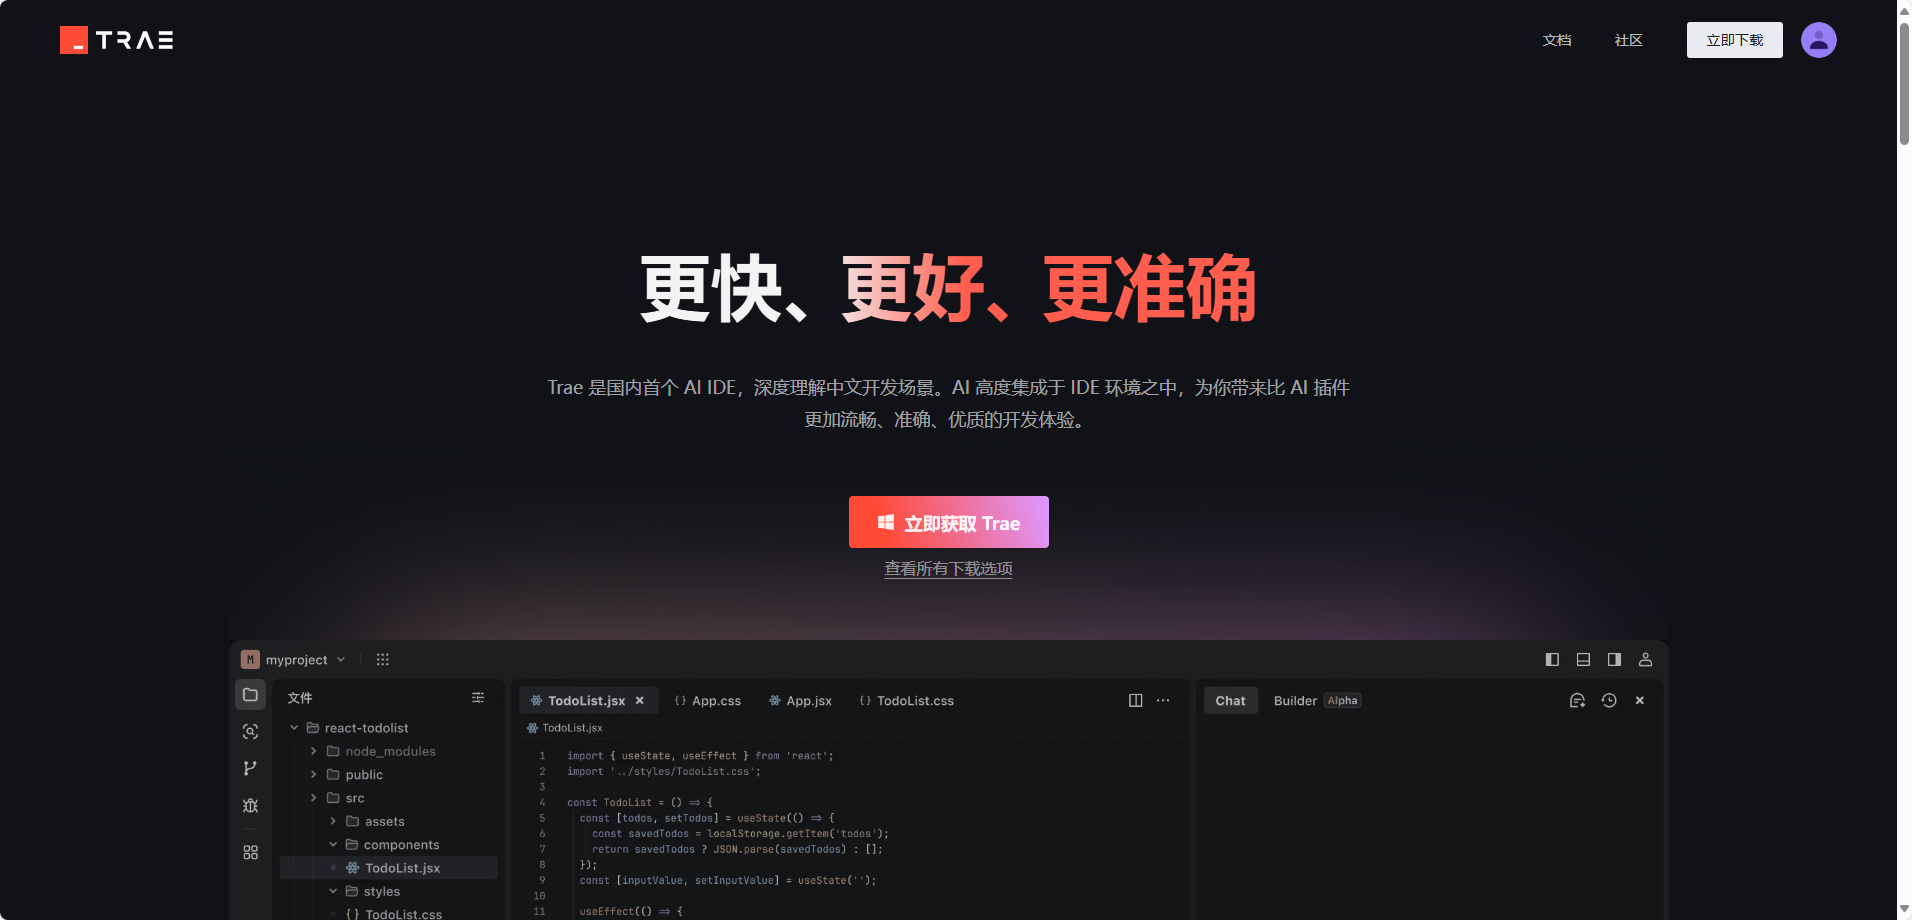 TRAE
文档 社区 立即下载
更快、更好、更准确
Trae 是国内首个 AI IDE，深度理解中文开发场景。AI 高度集成于 IDE 环境之中，为你带来比 AI 插件
更加流畅、准确、优质的开发体验。
立即获取 Trae
查看所有下载选项
M myproject
文件
react-todolist
node_modules
public
src
assets
components
TodoList.jsx
styles
{ } TodoList.css
TodoList.jsx × { } App.css App.jsx { } TodoList.css
TodoList.jsx
1 import { useState, useEffect } from 'react';
2 import '../styles/TodoList.css';
3
4 const TodoList = () => {
5 const [todos, setTodos] = useState(() => {
6 const savedTodos = localStorage.getItem('todos');
7 return savedTodos ? JSON.parse(savedTodos) : [];
8 });
9 const [inputValue, setInputValue] = useState('');
10
11 useEffect(() => {
Chat Builder Alpha